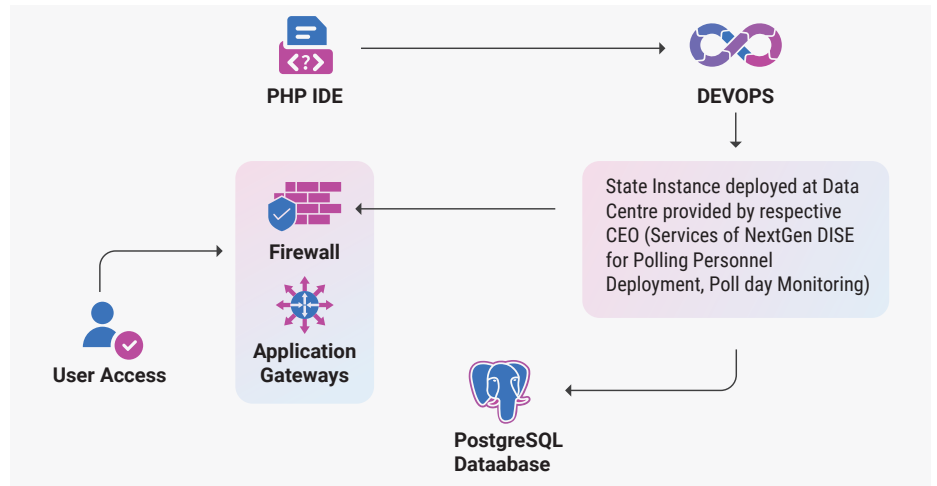 <?>
PHP IDE
DEVOPS
State Instance deployed at Data
Centre provided by respective
CEO (Services of NextGen DISE
for Polling Personnel
Deployment, Poll day Monitoring)
Firewall
Application
Gateways
User Access
PostgreSQL
Dataabase